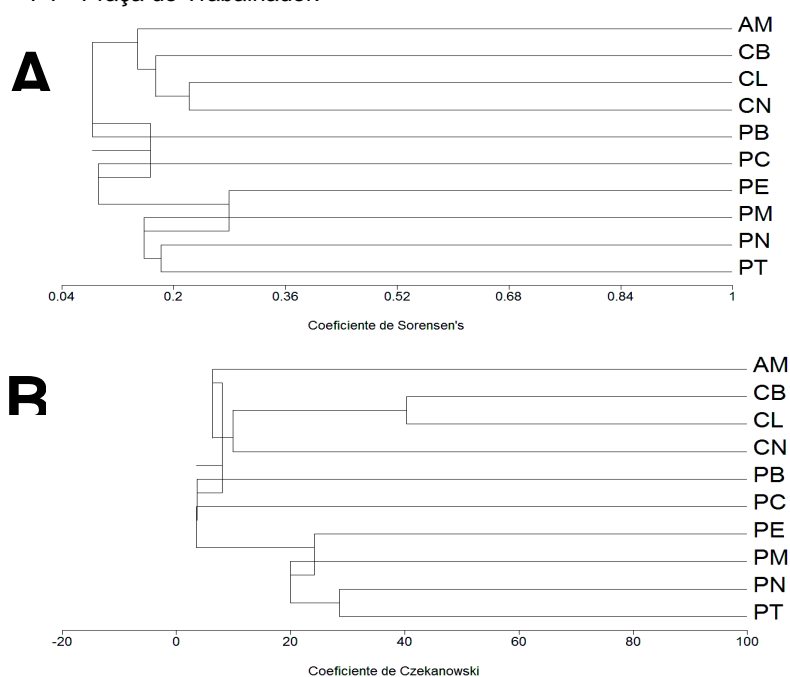 A
AM
CB
CL
CN
PB
PC
PE
PM
PN
PT
0.04 0.2 0.36 0.52 0.68 0.84 1
Coeficiente de Sorensen's
B
AM
CB
CL
CN
PB
PC
PE
PM
PN
PT
-20 0 20 40 60 80 100
Coeficiente de Czekanowski